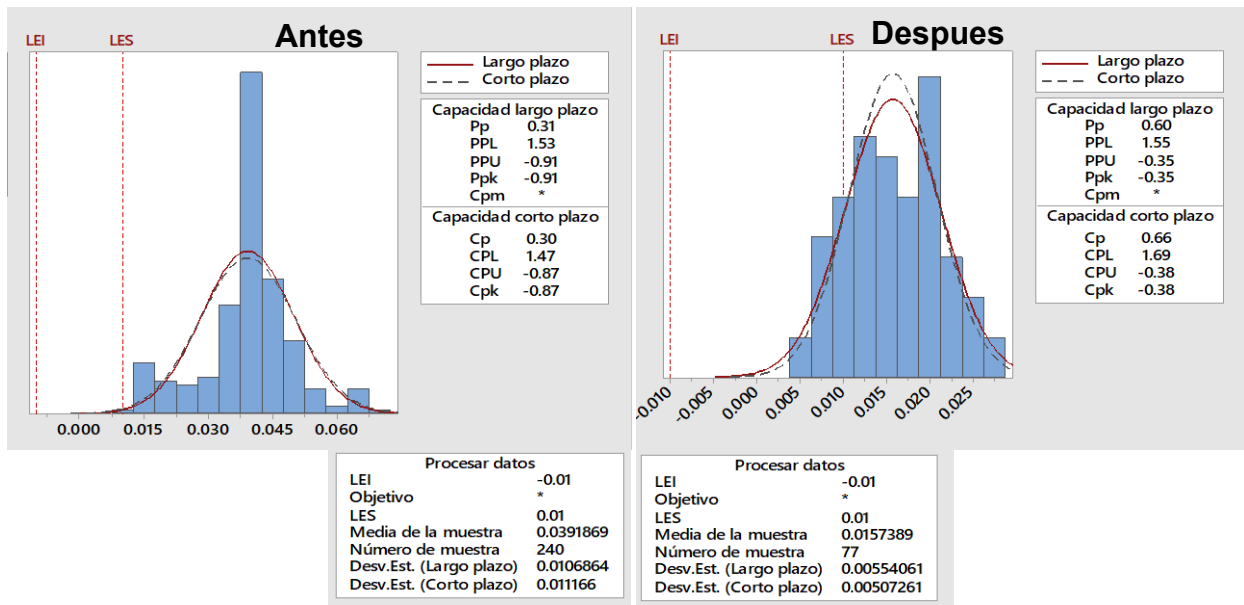 Antes
LEI LES
Largo plazo
Corto plazo
Capacidad largo plazo
Pp 0.31
PPL 1.53
PPU -0.91
Ppk -0.91
Cpm *
Capacidad corto plazo
Cp 0.30
CPL 1.47
CPU -0.87
Cpk -0.87
0.000 0.015 0.030 0.045 0.060
Procesar datos
LEI -0.01
Objetivo *
LES 0.01
Media de la muestra 0.0391869
Número de muestra 240
Desv.Est. (Largo plazo) 0.0106864
Desv.Est. (Corto plazo) 0.011166
Despues
LEI LES
Largo plazo
Corto plazo
Capacidad largo plazo
Pp 0.60
PPL 1.55
PPU -0.35
Ppk -0.35
Cpm *
Capacidad corto plazo
Cp 0.66
CPL 1.69
CPU -0.38
Cpk -0.38
-0.010 -0.005 0.000 0.005 0.010 0.015 0.020 0.025
Procesar datos
LEI -0.01
Objetivo *
LES 0.01
Media de la muestra 0.0157389
Número de muestra 77
Desv.Est. (Largo plazo) 0.00554061
Desv.Est. (Corto plazo) 0.00507261